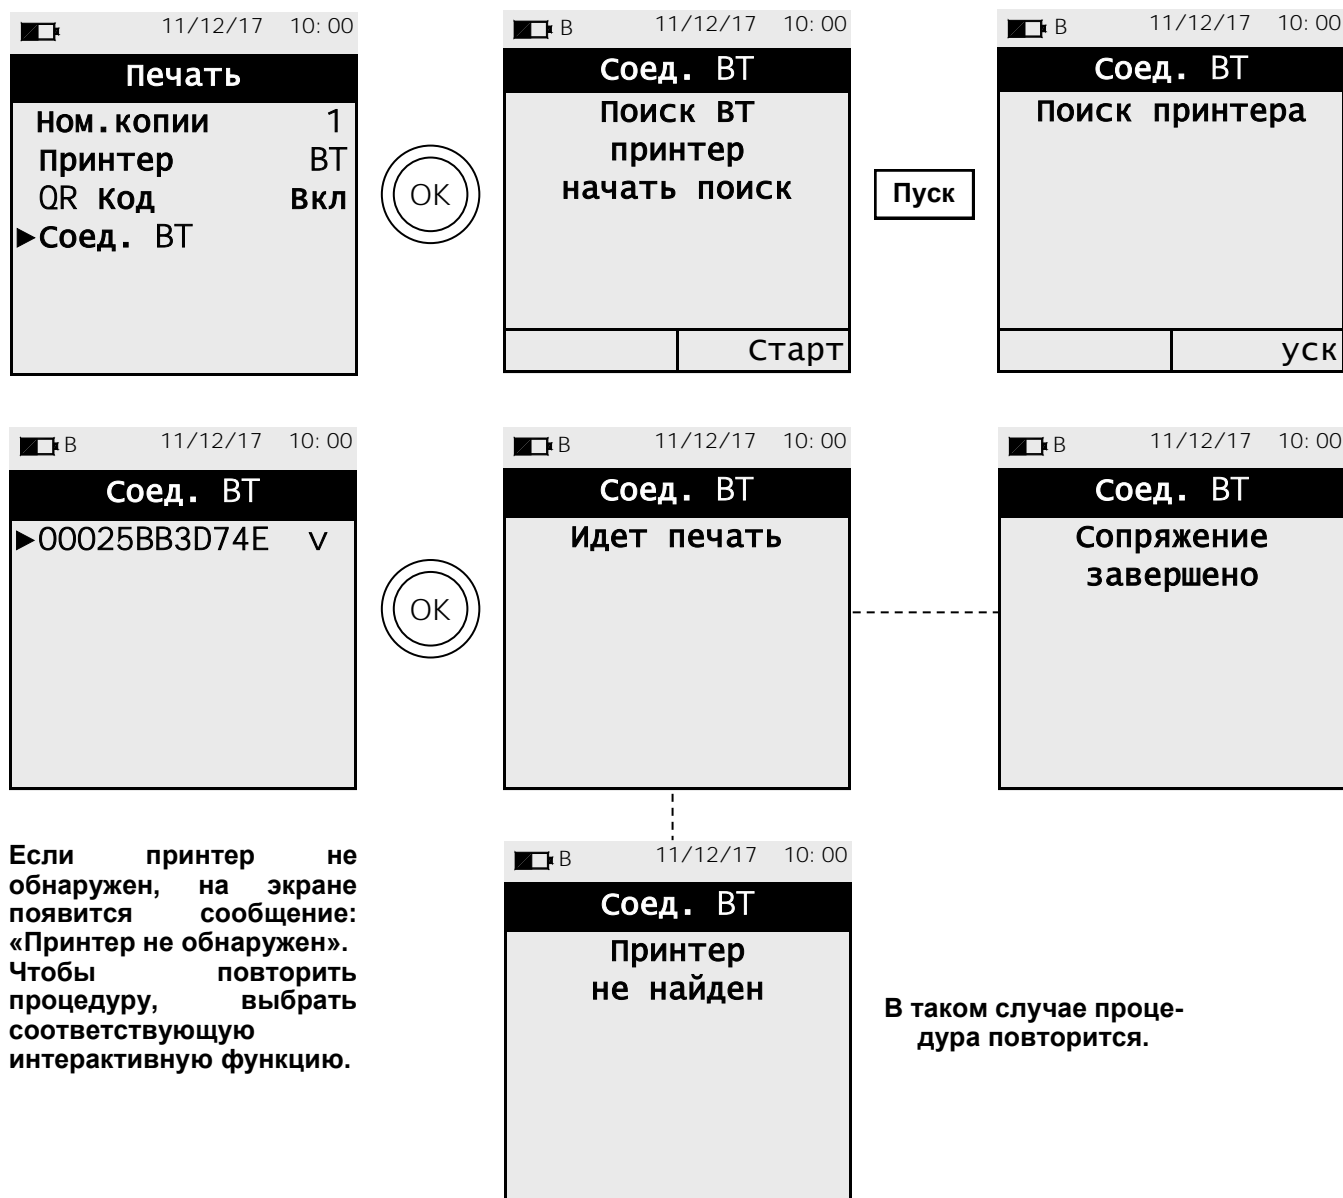 11/12/17 10:00
Печать
Ном.копии 1
Принтер BT
QR Код Вкл
►Соед. BT
OK
B 11/12/17 10:00
Соед. BT
Поиск BT
принтер
начать поиск
Старт
Пуск
B 11/12/17 10:00
Соед. BT
Поиск принтера
уск
B 11/12/17 10:00
Соед. BT
►00025BB3D74E v
OK
B 11/12/17 10:00
Соед. BT
Идет печать
B 11/12/17 10:00
Соед. BT
Сопряжение
завершено
Если принтер не
обнаружен, на экране
появится сообщение:
«Принтер не обнаружен».
Чтобы повторить
процедуру, выбрать
соответствующую
интерактивную функцию.
B 11/12/17 10:00
Соед. BT
Принтер
не найден
В таком случае проце-
дура повторится.